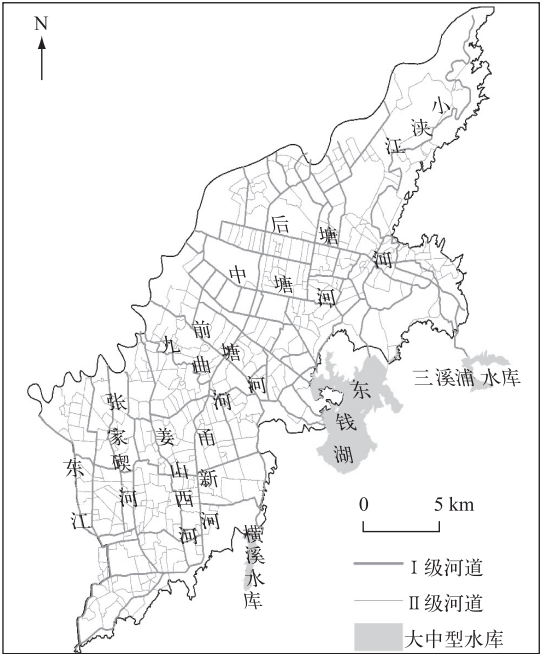 N
小浃江
后塘河
中塘河
前塘河
九曲河
三溪浦水库
东钱湖
张家碶河
姜山西河
甬新河
东江
横溪水库
0 5 km
Ⅰ级河道
Ⅱ级河道
大中型水库